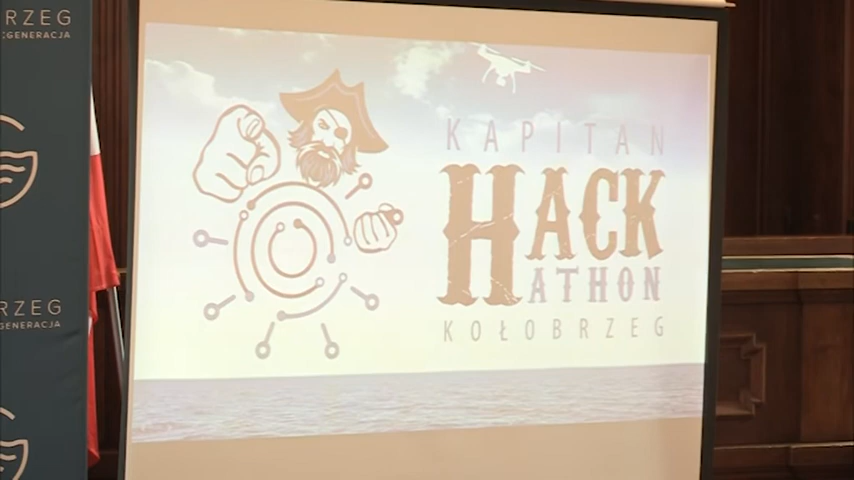 RZEG
GENERACJA
KAPITAN
HACK
ATHON
KOŁOBRZEG
RZEG
GENERACJA